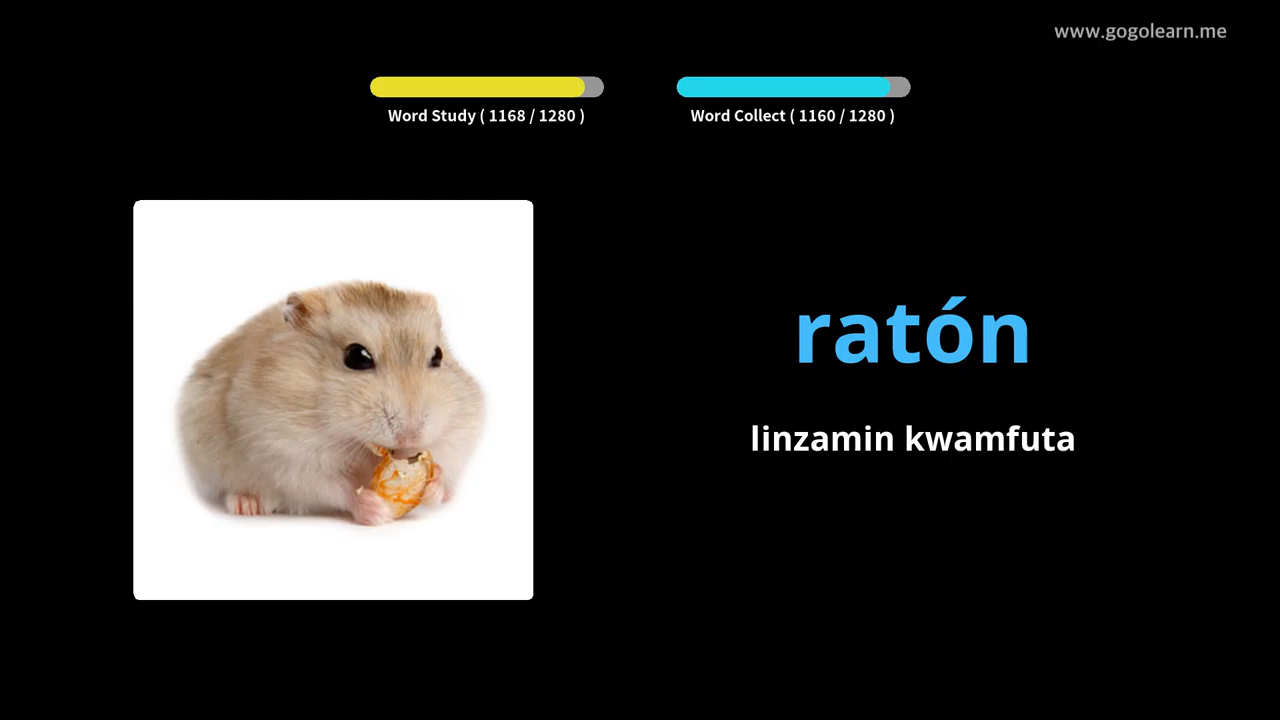 www.gogolearn.me
Word Study ( 1168 / 1280 )
Word Collect ( 1160 / 1280 )
ratón
linzamin kwamfuta